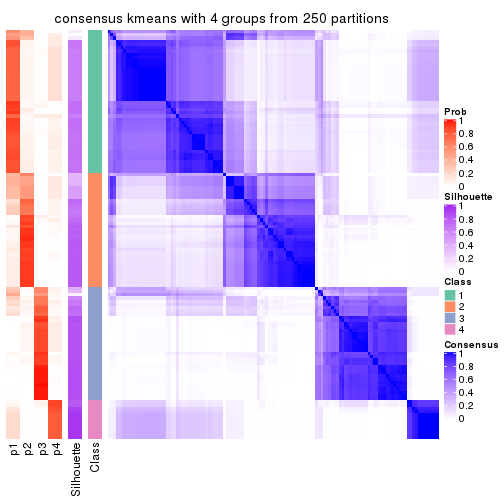 consensus kmeans with 4 groups from 250 partitions
Prob
1
0.8
0.6
0.4
0.2
0
Silhouette
1
0.8
0.6
0.4
0.2
0
Class
1
2
3
4
Consensus
1
0.8
0.6
0.4
0.2
0
p1
p2
p3
p4
Silhouette
Class